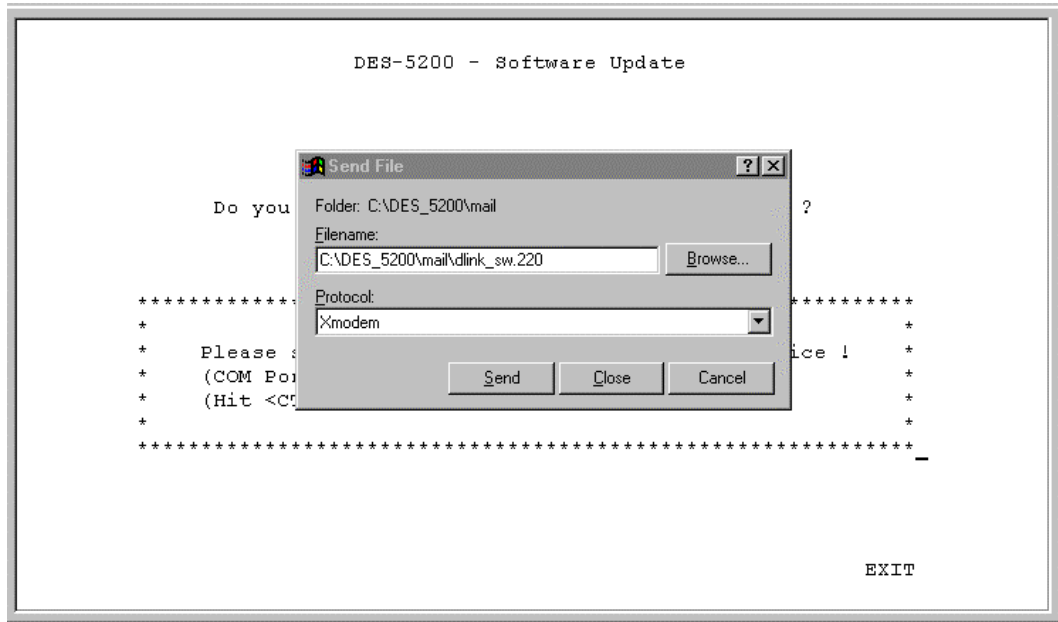 DES-5200 - Software Update
Send File
Do you ?
Folder: C:\DES_5200\mail
Filename:
C:\DES_5200\mail\dlink_sw.220 Browse...
Protocol:
Xmodem
Please ice !
(COM
(Hit
Send Close Cancel
EXIT